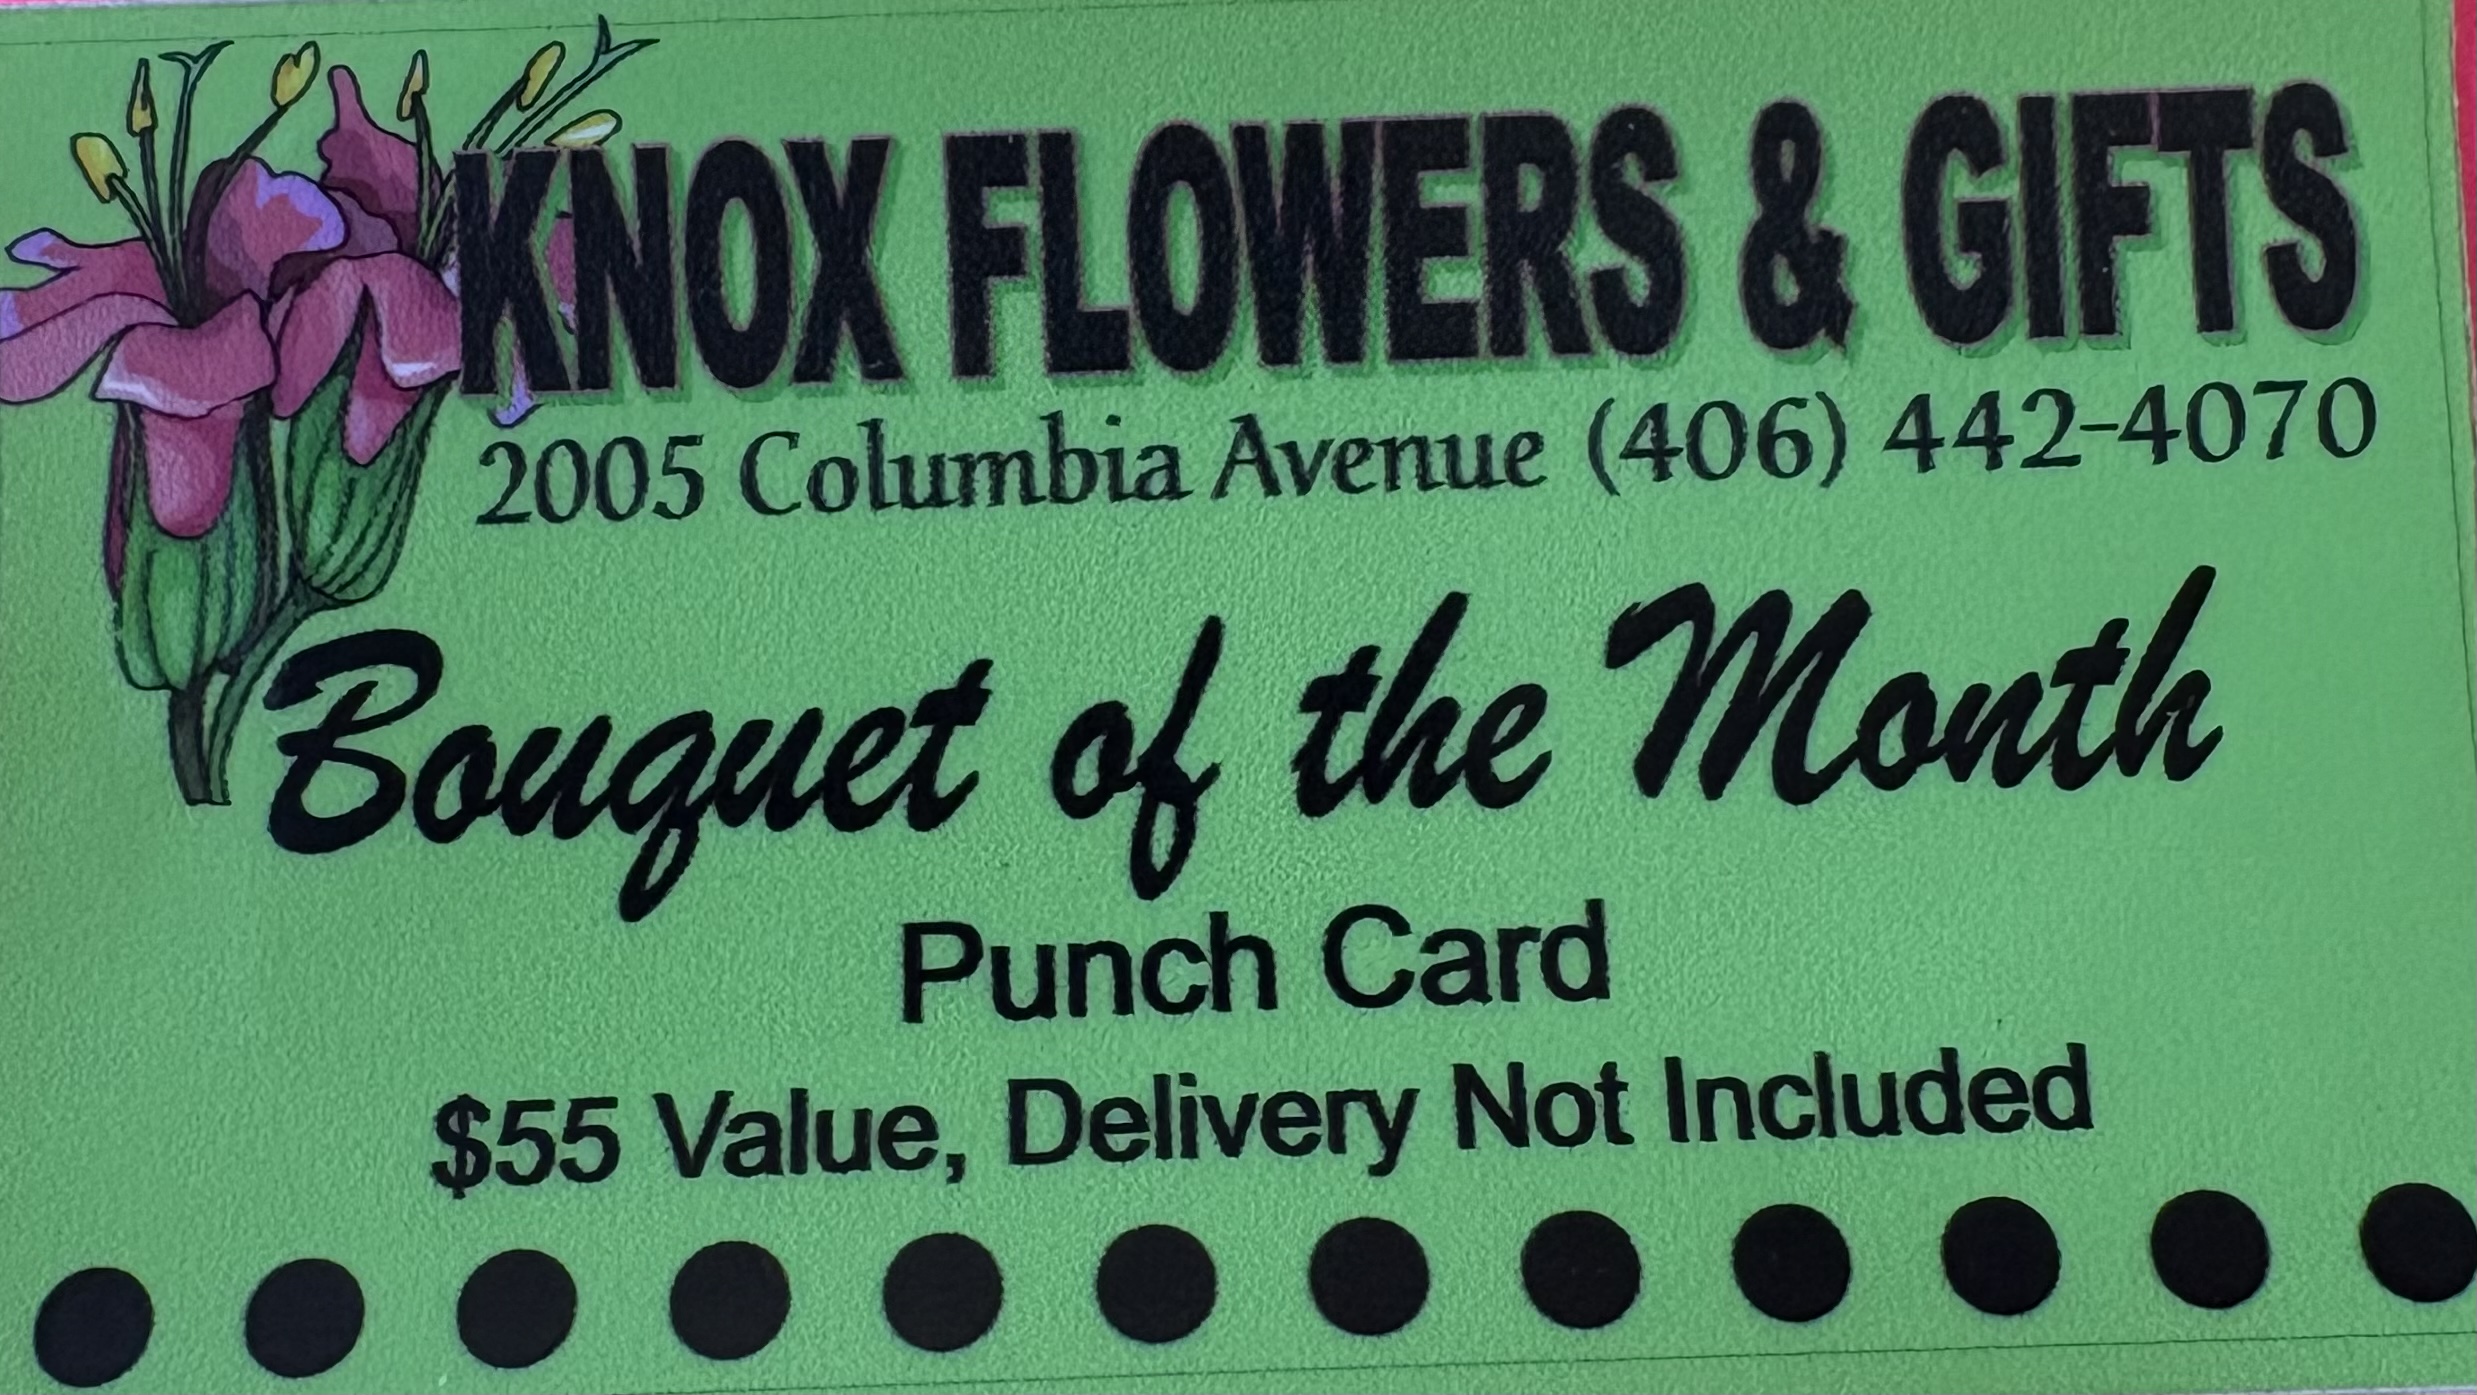 KNOX FLOWERS & GIFTS
2005 Columbia Avenue (406) 442-4070
Bouquet of the Month
Punch Card
$55 Value, Delivery Not Included